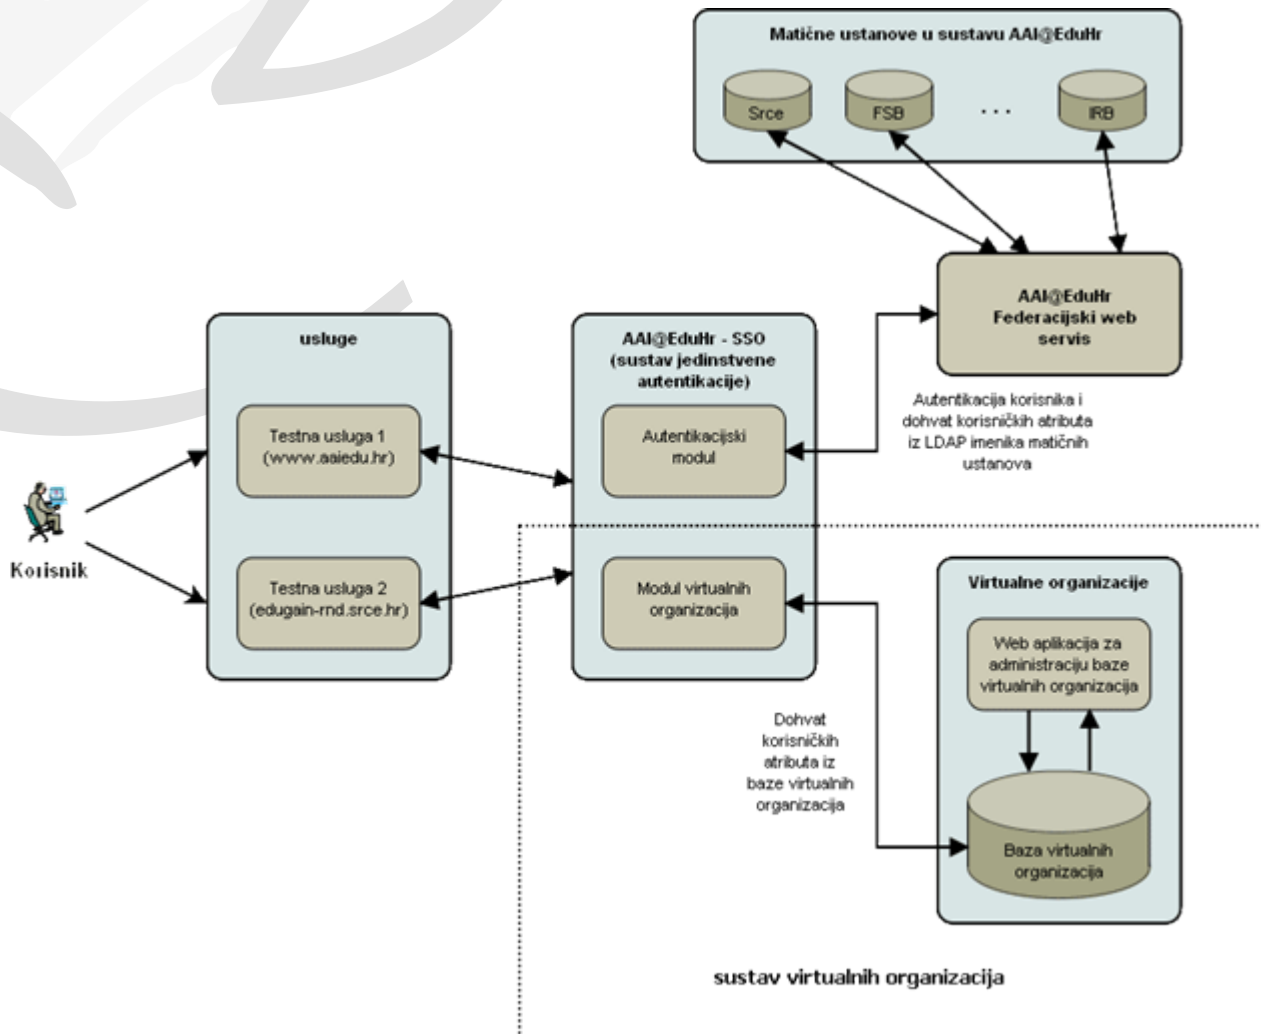 Matične ustanove u sustavu AAI@EduHr
Srce
FSB
...
IRB
AAI@EduHr
Federacijski web
servis
usluge
AAI@EduHr - SSO
(sustav jedinstvene
autentikacije)
Autentikacija korisnika i
dohvat korisničkih atributa
iz LDAP imenika matičnih
ustanova
Testna usluga 1
(www.aaiedu.hr)
Autentikacijski
modul
Korisnik
Testna usluga 2
(edugain-rnd.srce.hr)
Modul virtualnih
organizacija
Virtualne organizacije
Web aplikacija za
administraciju baze
virtualnih organizacija
Dohvat
korisničkih
atributa iz
baze virtualnih
organizacija
Baza virtualnih
organizacija
sustav virtualnih organizacija